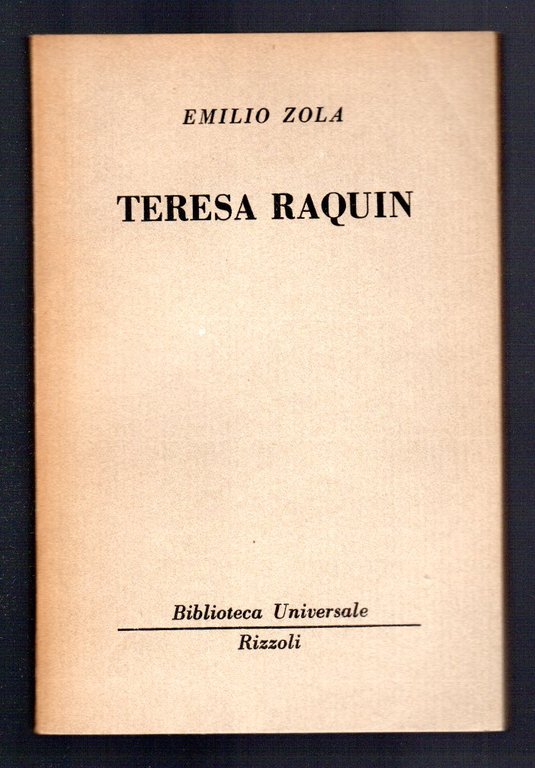 EMILIO ZOLA
TERESA RAQUIN
Biblioteca Universale
Rizzoli